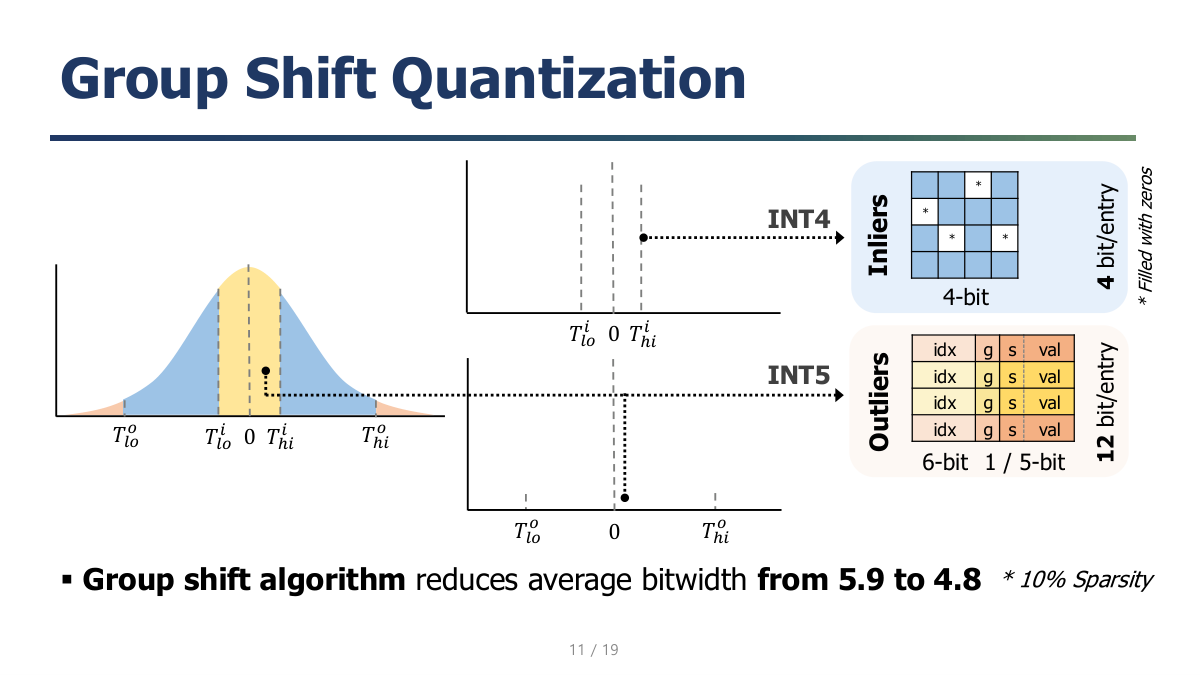 Group Shift Quantization
T_lo^o T_lo^i 0 T_hi^i T_hi^o
T_lo^i 0 T_hi^i
T_lo^o 0 T_hi^o
INT4
INT5
Inliers
*
*
* *
4-bit
4 bit/entry
* Filled with zeros
Outliers
idx g s val
idx g s val
idx g s val
idx g s val
6-bit 1 / 5-bit
12 bit/entry
▪ Group shift algorithm reduces average bitwidth from 5.9 to 4.8 * 10% Sparsity
11 / 19